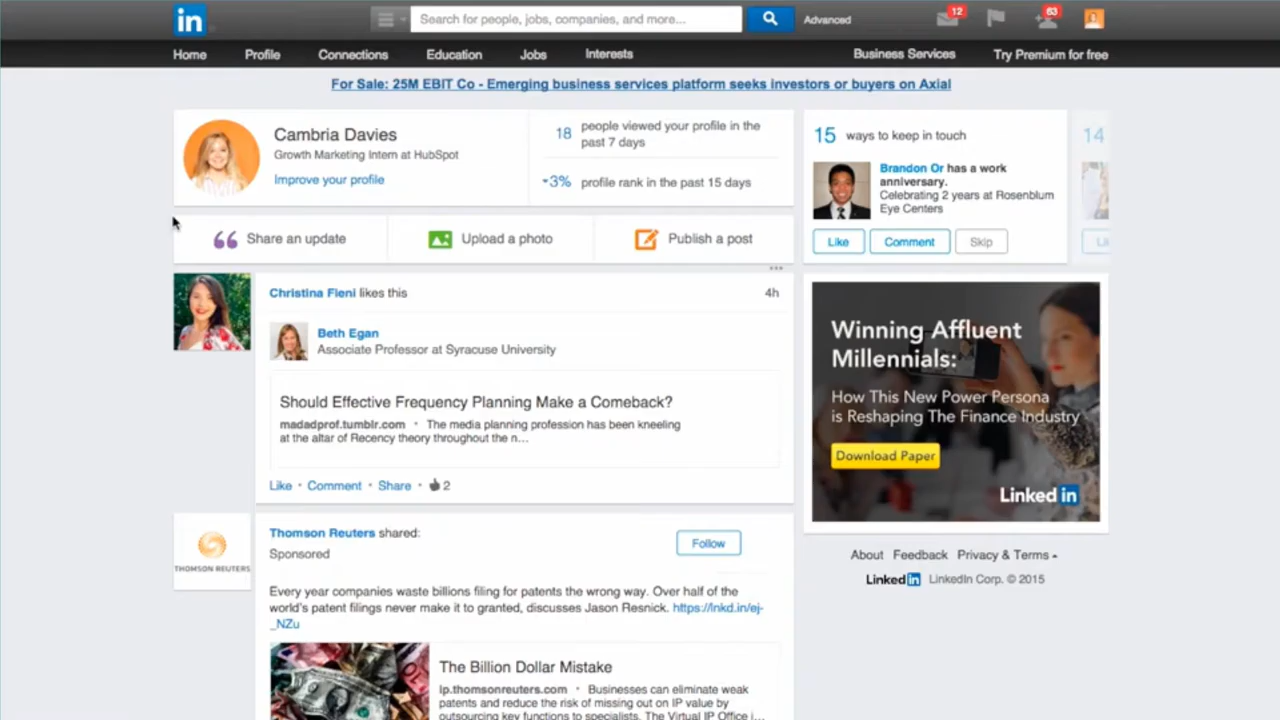 in
Search for people, jobs, companies, and more...
Advanced
12
63
Home
Profile
Connections
Education
Jobs
Interests
Business Services
Try Premium for free
For Sale: 25M EBIT Co - Emerging business services platform seeks investors or buyers on Axial
Cambria Davies
Growth Marketing Intern at HubSpot
Improve your profile
18 people viewed your profile in the
past 7 days
3% profile rank in the past 15 days
15 ways to keep in touch
14
Brandon Or has a work
anniversary.
Celebrating 2 years at Rosenblum
Eye Centers
Like
Comment
Skip
Share an update
Upload a photo
Publish a post
Christina Fieni likes this
4h
Beth Egan
Associate Professor at Syracuse University
Should Effective Frequency Planning Make a Comeback?
madadprof.tumblr.com · The media planning profession has been kneeling
at the altar of Recency theory throughout the n...
Like · Comment · Share · 2
Winning Affluent
Millennials:
How This New Power Persona
is Reshaping The Finance Industry
Download Paper
Linked in
Thomson Reuters shared:
Sponsored
Follow
THOMSON REUTERS
Every year companies waste billions filing for patents the wrong way. Over half of the
world's patent filings never make it to granted, discusses Jason Resnick. https://lnkd.in/ej-
_NZu
The Billion Dollar Mistake
lp.thomsonreuters.com · Businesses can eliminate weak
patents and reduce the risk of missing out on IP value by
outsourcing key functions to specialists. The Virtual IP Office i...
About Feedback Privacy & Terms
Linked in LinkedIn Corp. © 2015